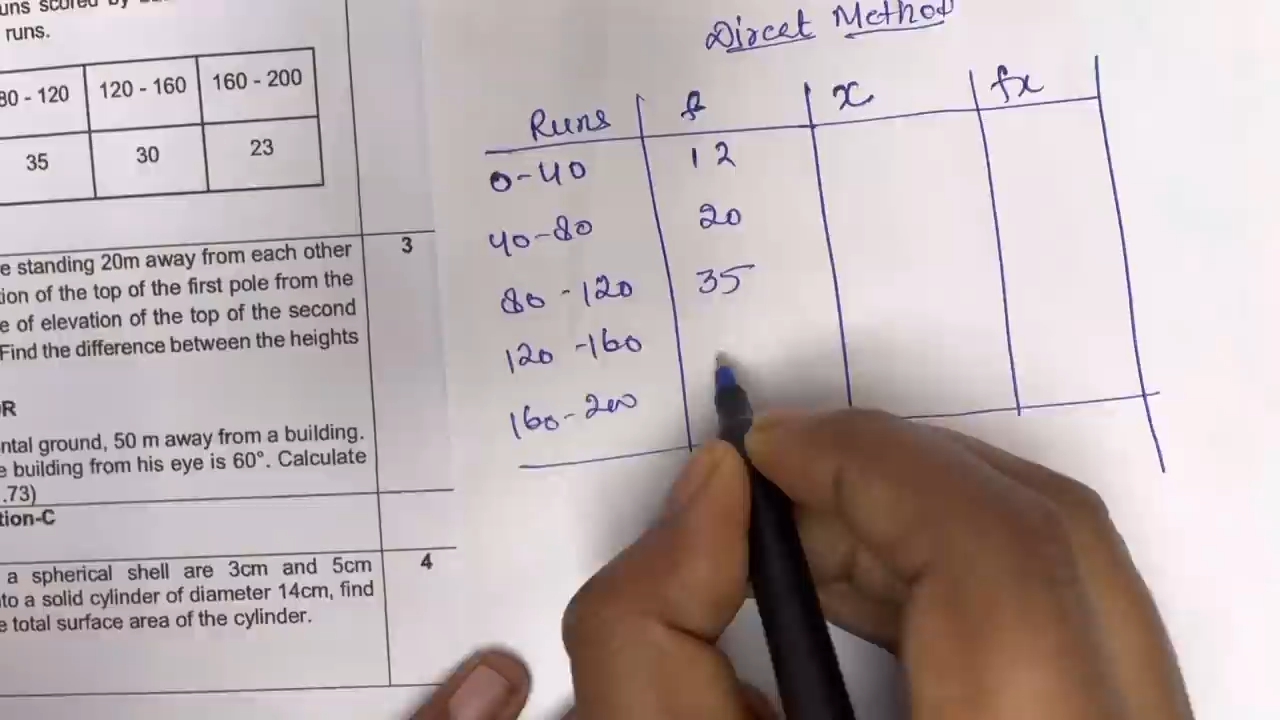 runs.
80 - 120 120 - 160 160 - 200
35 30 23
e standing 20m away from each other 3
ion of the top of the first pole from the
e of elevation of the top of the second
Find the difference between the heights
R
ntal ground, 50 m away from a building.
e building from his eye is 60°. Calculate
.73)
tion-C
a spherical shell are 3cm and 5cm 4
to a solid cylinder of diameter 14cm, find
e total surface area of the cylinder.
Direct Method
Runs f x fx
0-40 12
40-80 20
80-120 35
120-160
160-200